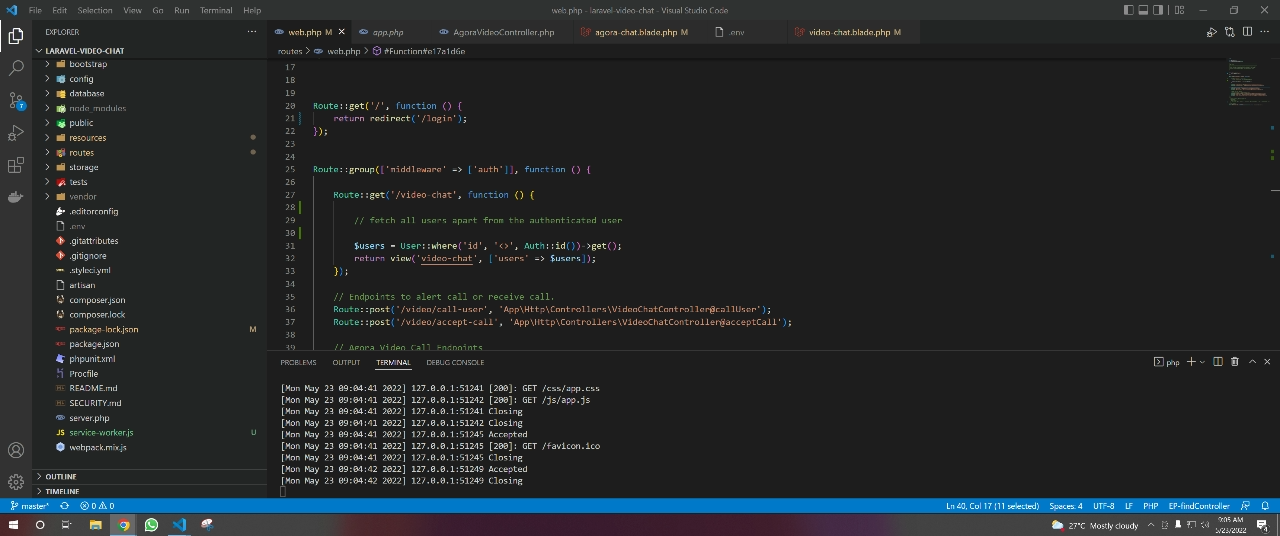 File Edit Selection View Go Run Terminal Help
web.php - laravel-video-chat - Visual Studio Code
EXPLORER
LARAVEL-VIDEO-CHAT
bootstrap
config
database
node_modules
public
resources
routes
storage
tests
vendor
.editorconfig
.env
.gitattributes
.gitignore
.styleci.yml
artisan
composer.json
composer.lock
package-lock.json M
package.json
phpunit.xml
Procfile
README.md
SECURITY.md
server.php
JS service-worker.js U
webpack.mix.js
OUTLINE
TIMELINE
web.php M
app.php
AgoraVideoController.php
agora-chat.blade.php M
.env
video-chat.blade.php M
routes > web.php > #Function#e17a1d6e
17
18
19
20 Route::get('/', function () {
21 return redirect('/login');
22 });
23
24
25 Route::group(['middleware' => ['auth']], function () {
26
27 Route::get('/video-chat', function () {
28
29 // fetch all users apart from the authenticated user
30
31 $users = User::where('id', '<>', Auth::id())->get();
32 return view('video-chat', ['users' => $users]);
33 });
34
35 // Endpoints to alert call or receive call.
36 Route::post('/video/call-user', 'App\Http\Controllers\VideoChatController@callUser');
37 Route::post('/video/accept-call', 'App\Http\Controllers\VideoChatController@acceptCall');
38
39 // Agora Video Call Endpoints
PROBLEMS OUTPUT TERMINAL DEBUG CONSOLE
php
[Mon May 23 09:04:41 2022] 127.0.0.1:51241 [200]: GET /css/app.css
[Mon May 23 09:04:41 2022] 127.0.0.1:51242 [200]: GET /js/app.js
[Mon May 23 09:04:41 2022] 127.0.0.1:51241 Closing
[Mon May 23 09:04:41 2022] 127.0.0.1:51242 Closing
[Mon May 23 09:04:41 2022] 127.0.0.1:51245 Accepted
[Mon May 23 09:04:41 2022] 127.0.0.1:51245 [200]: GET /favicon.ico
[Mon May 23 09:04:41 2022] 127.0.0.1:51245 Closing
[Mon May 23 09:04:42 2022] 127.0.0.1:51249 Accepted
[Mon May 23 09:04:42 2022] 127.0.0.1:51249 Closing
master* 0 0
Ln 40, Col 17 (11 selected) Spaces: 4 UTF-8 LF PHP EP-findController
27°C Mostly cloudy
9:05 AM
5/23/2022